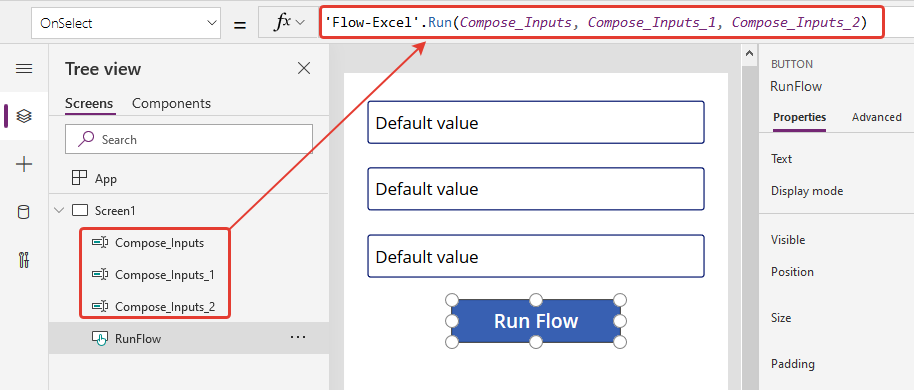 OnSelect = fx 'Flow-Excel'.Run(Compose_Inputs, Compose_Inputs_1, Compose_Inputs_2)
Tree view
Screens Components
Search
App
Screen1
Compose_Inputs
Compose_Inputs_1
Compose_Inputs_2
RunFlow
Default value
Default value
Default value
Run Flow
BUTTON
RunFlow
Properties Advanced
Text
Display mode
Visible
Position
Size
Padding